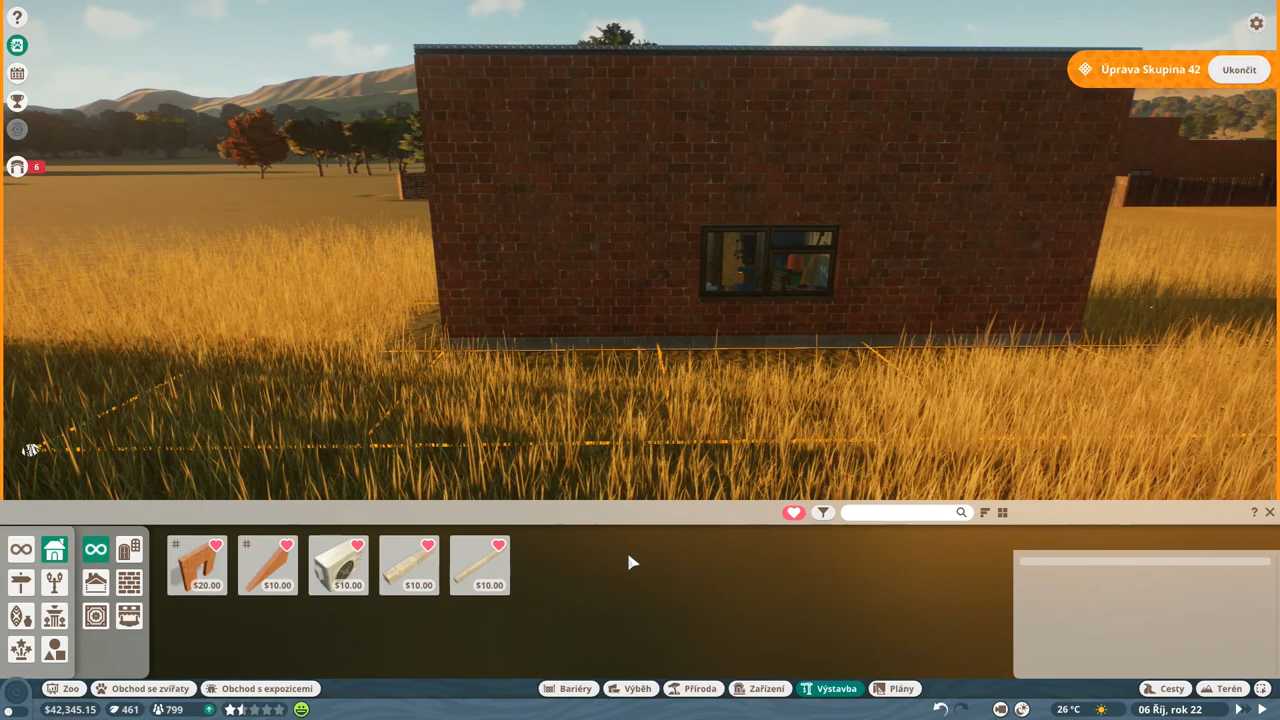 ?
Úprava Skupina 42
Ukončit
6
? ×
$20.00
$10.00
$10.00
$10.00
$10.00
Zoo
Obchod se zvířaty
Obchod s expozicemi
Bariéry
Výběh
Příroda
Zařízení
Výstavba
Plány
Cesty
Terén
$42,345.15
461
799
26 °C
06 Říj, rok 22